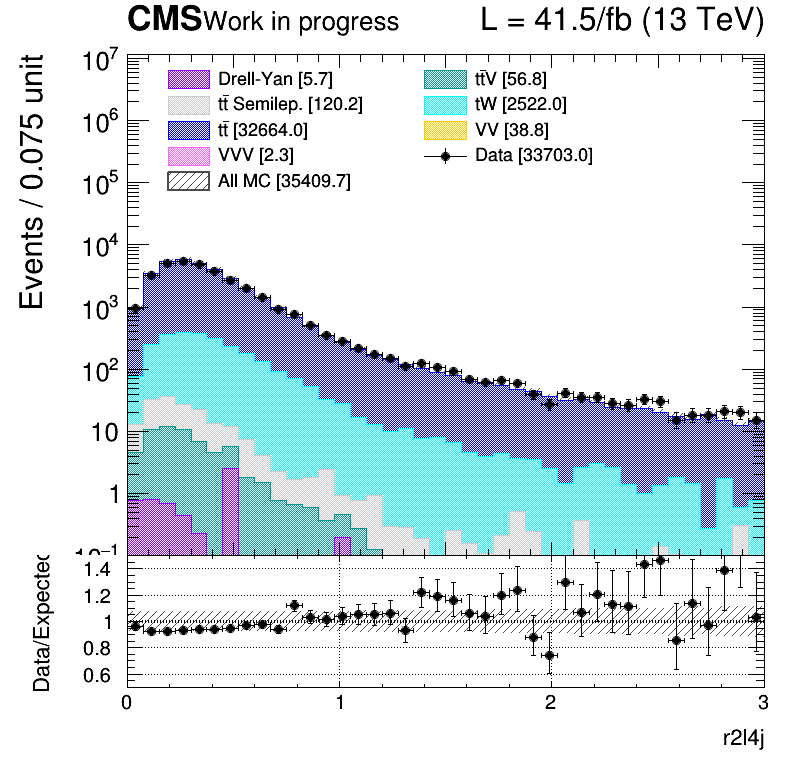 CMS Work in progress L = 41.5/fb (13 TeV)
Events / 0.075 unit
10⁷
10⁶
10⁵
10⁴
10³
10²
10
1
10⁻¹
Drell-Yan [5.7]
tt̄ Semilep. [120.2]
tt̄ [32664.0]
VVV [2.3]
All MC [35409.7]
tt̄V [56.8]
tW [2522.0]
VV [38.8]
Data [33703.0]
Data/Expected
1.4
1.2
1
0.8
0.6
0 1 2 3
r2l4j